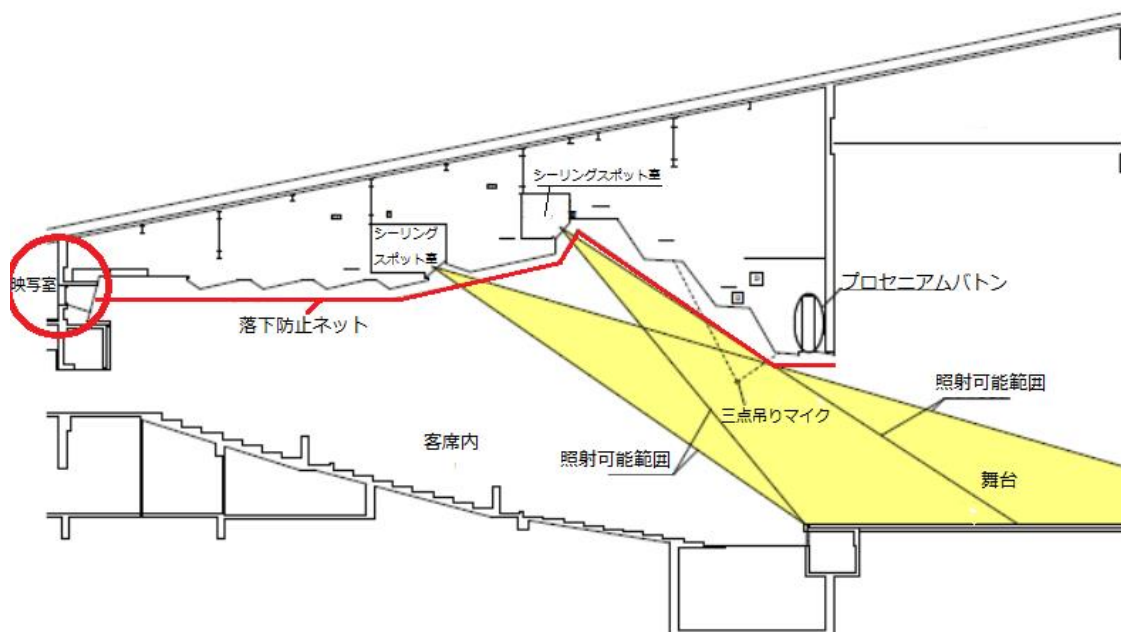 シーリングスポット室
シーリング
スポット室
映写室
プロセニアムバトン
落下防止ネット
照射可能範囲
三点吊りマイク
客席内
照射可能範囲
舞台